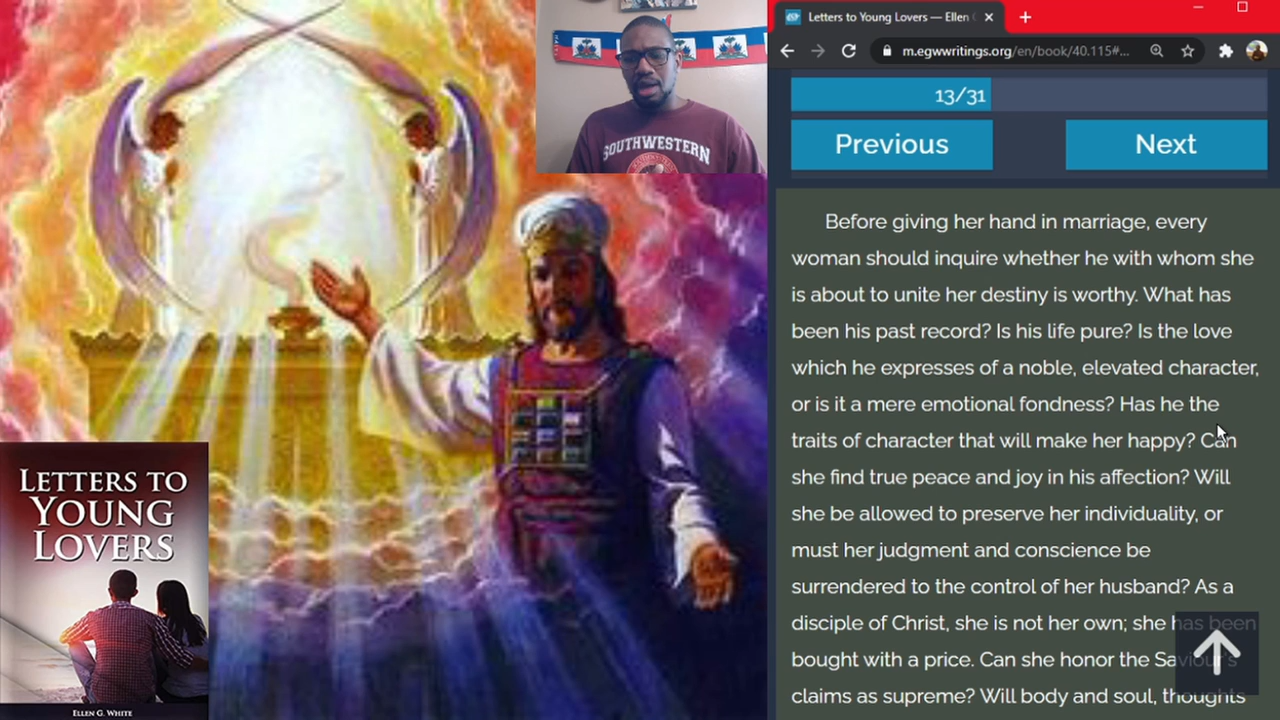 SOUTHWESTERN
LETTERS TO
YOUNG
LOVERS
ELLEN G. WHITE
Letters to Young Lovers — Ellen
m.egwwritings.org/en/book/40.115#...
13/31
Previous
Next
Before giving her hand in marriage, every
woman should inquire whether he with whom she
is about to unite her destiny is worthy. What has
been his past record? Is his life pure? Is the love
which he expresses of a noble, elevated character,
or is it a mere emotional fondness? Has he the
traits of character that will make her happy? Can
she find true peace and joy in his affection? Will
she be allowed to preserve her individuality, or
must her judgment and conscience be
surrendered to the control of her husband? As a
disciple of Christ, she is not her own; she has been
bought with a price. Can she honor the Saviour's
claims as supreme? Will body and soul, thoughts